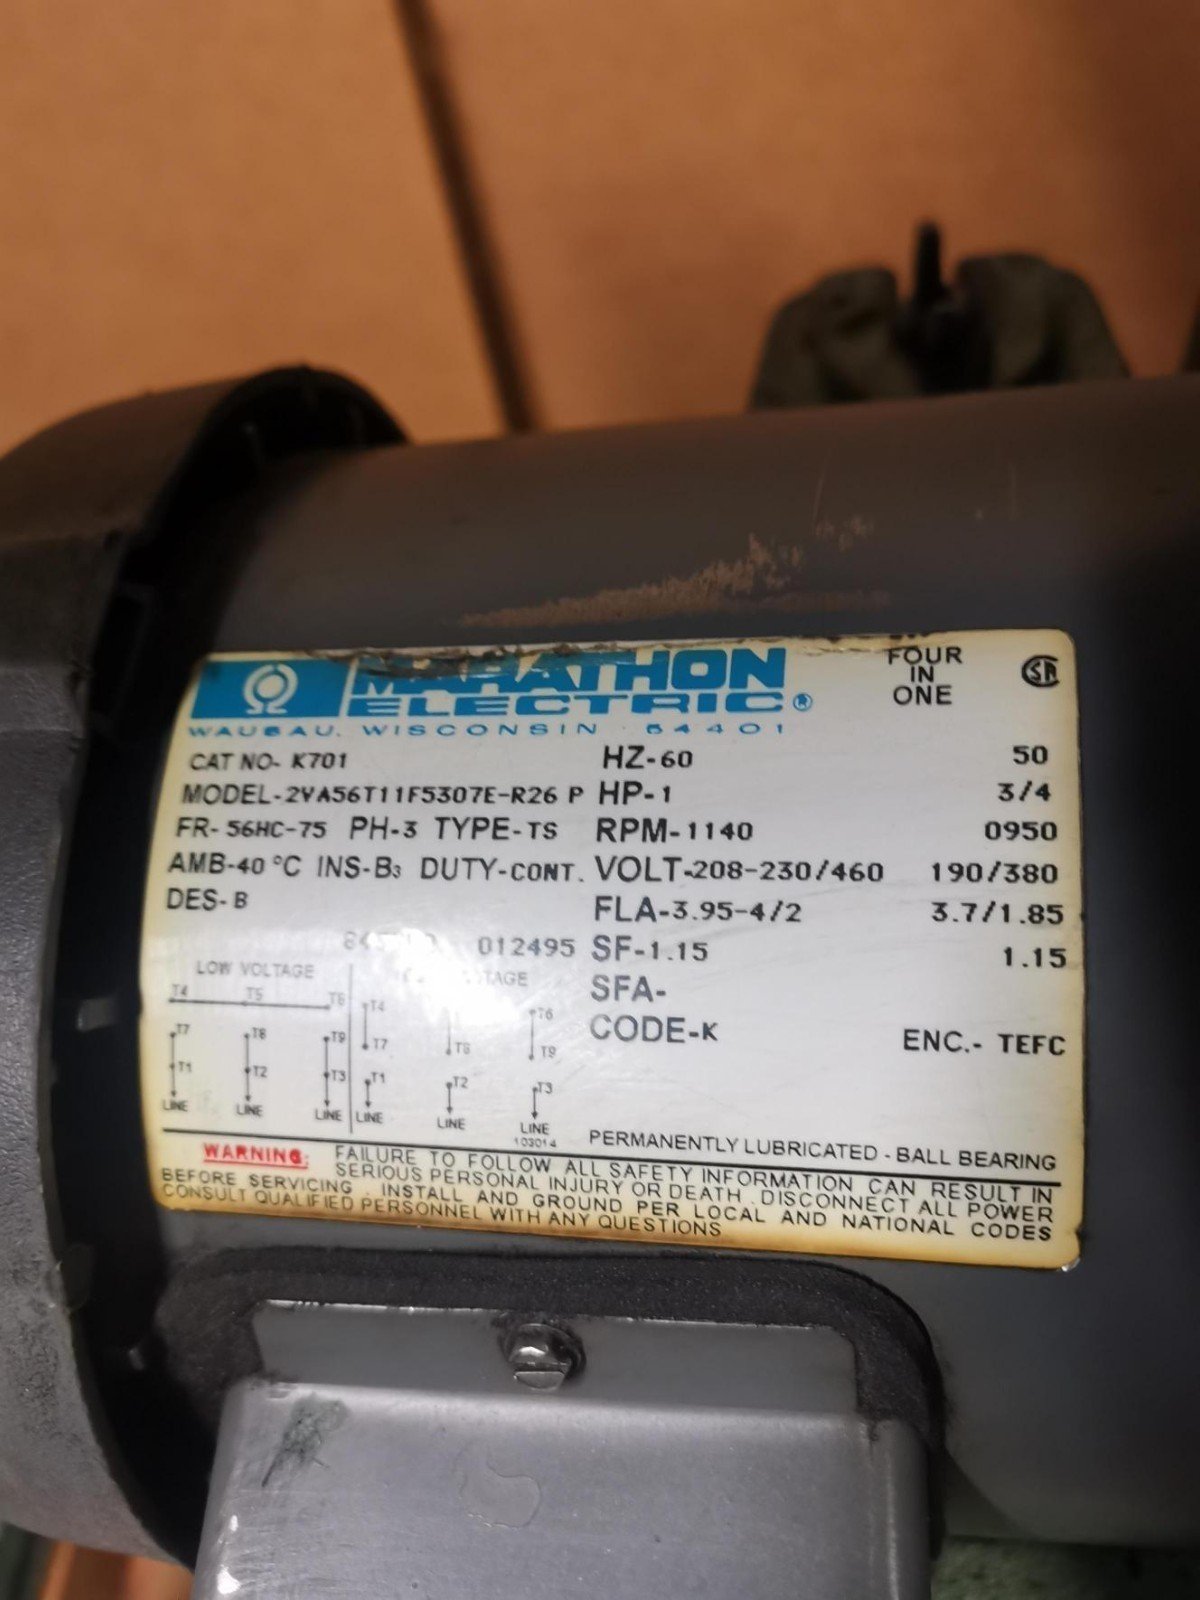 MARATHON
ELECTRIC®
WAUSAU, WISCONSIN 54401
FOUR
IN
ONE
SA
CAT NO- K701 HZ-60 50
MODEL-2VA56T11F5307E-R26 P HP-1 3/4
FR- 56HC-75 PH-3 TYPE-TS RPM-1140 0950
AMB-40 °C INS-B3 DUTY-CONT. VOLT-208-230/460 190/380
DES-B FLA-3.95-4/2 3.7/1.85
012495 SF-1.15 1.15
SFA-
CODE-K ENC.- TEFC
LOW VOLTAGE
T4 T5 T6 T4 T6
T7 T8 T9 T7 T8 T9
T1 T2 T3 T1 T2 T3
LINE LINE LINE LINE LINE LINE
103014
PERMANENTLY LUBRICATED - BALL BEARING
WARNING: FAILURE TO FOLLOW ALL SAFETY INFORMATION CAN RESULT IN
SERIOUS PERSONAL INJURY OR DEATH. DISCONNECT ALL POWER
BEFORE SERVICING. INSTALL AND GROUND PER LOCAL AND NATIONAL CODES
CONSULT QUALIFIED PERSONNEL WITH ANY QUESTIONS